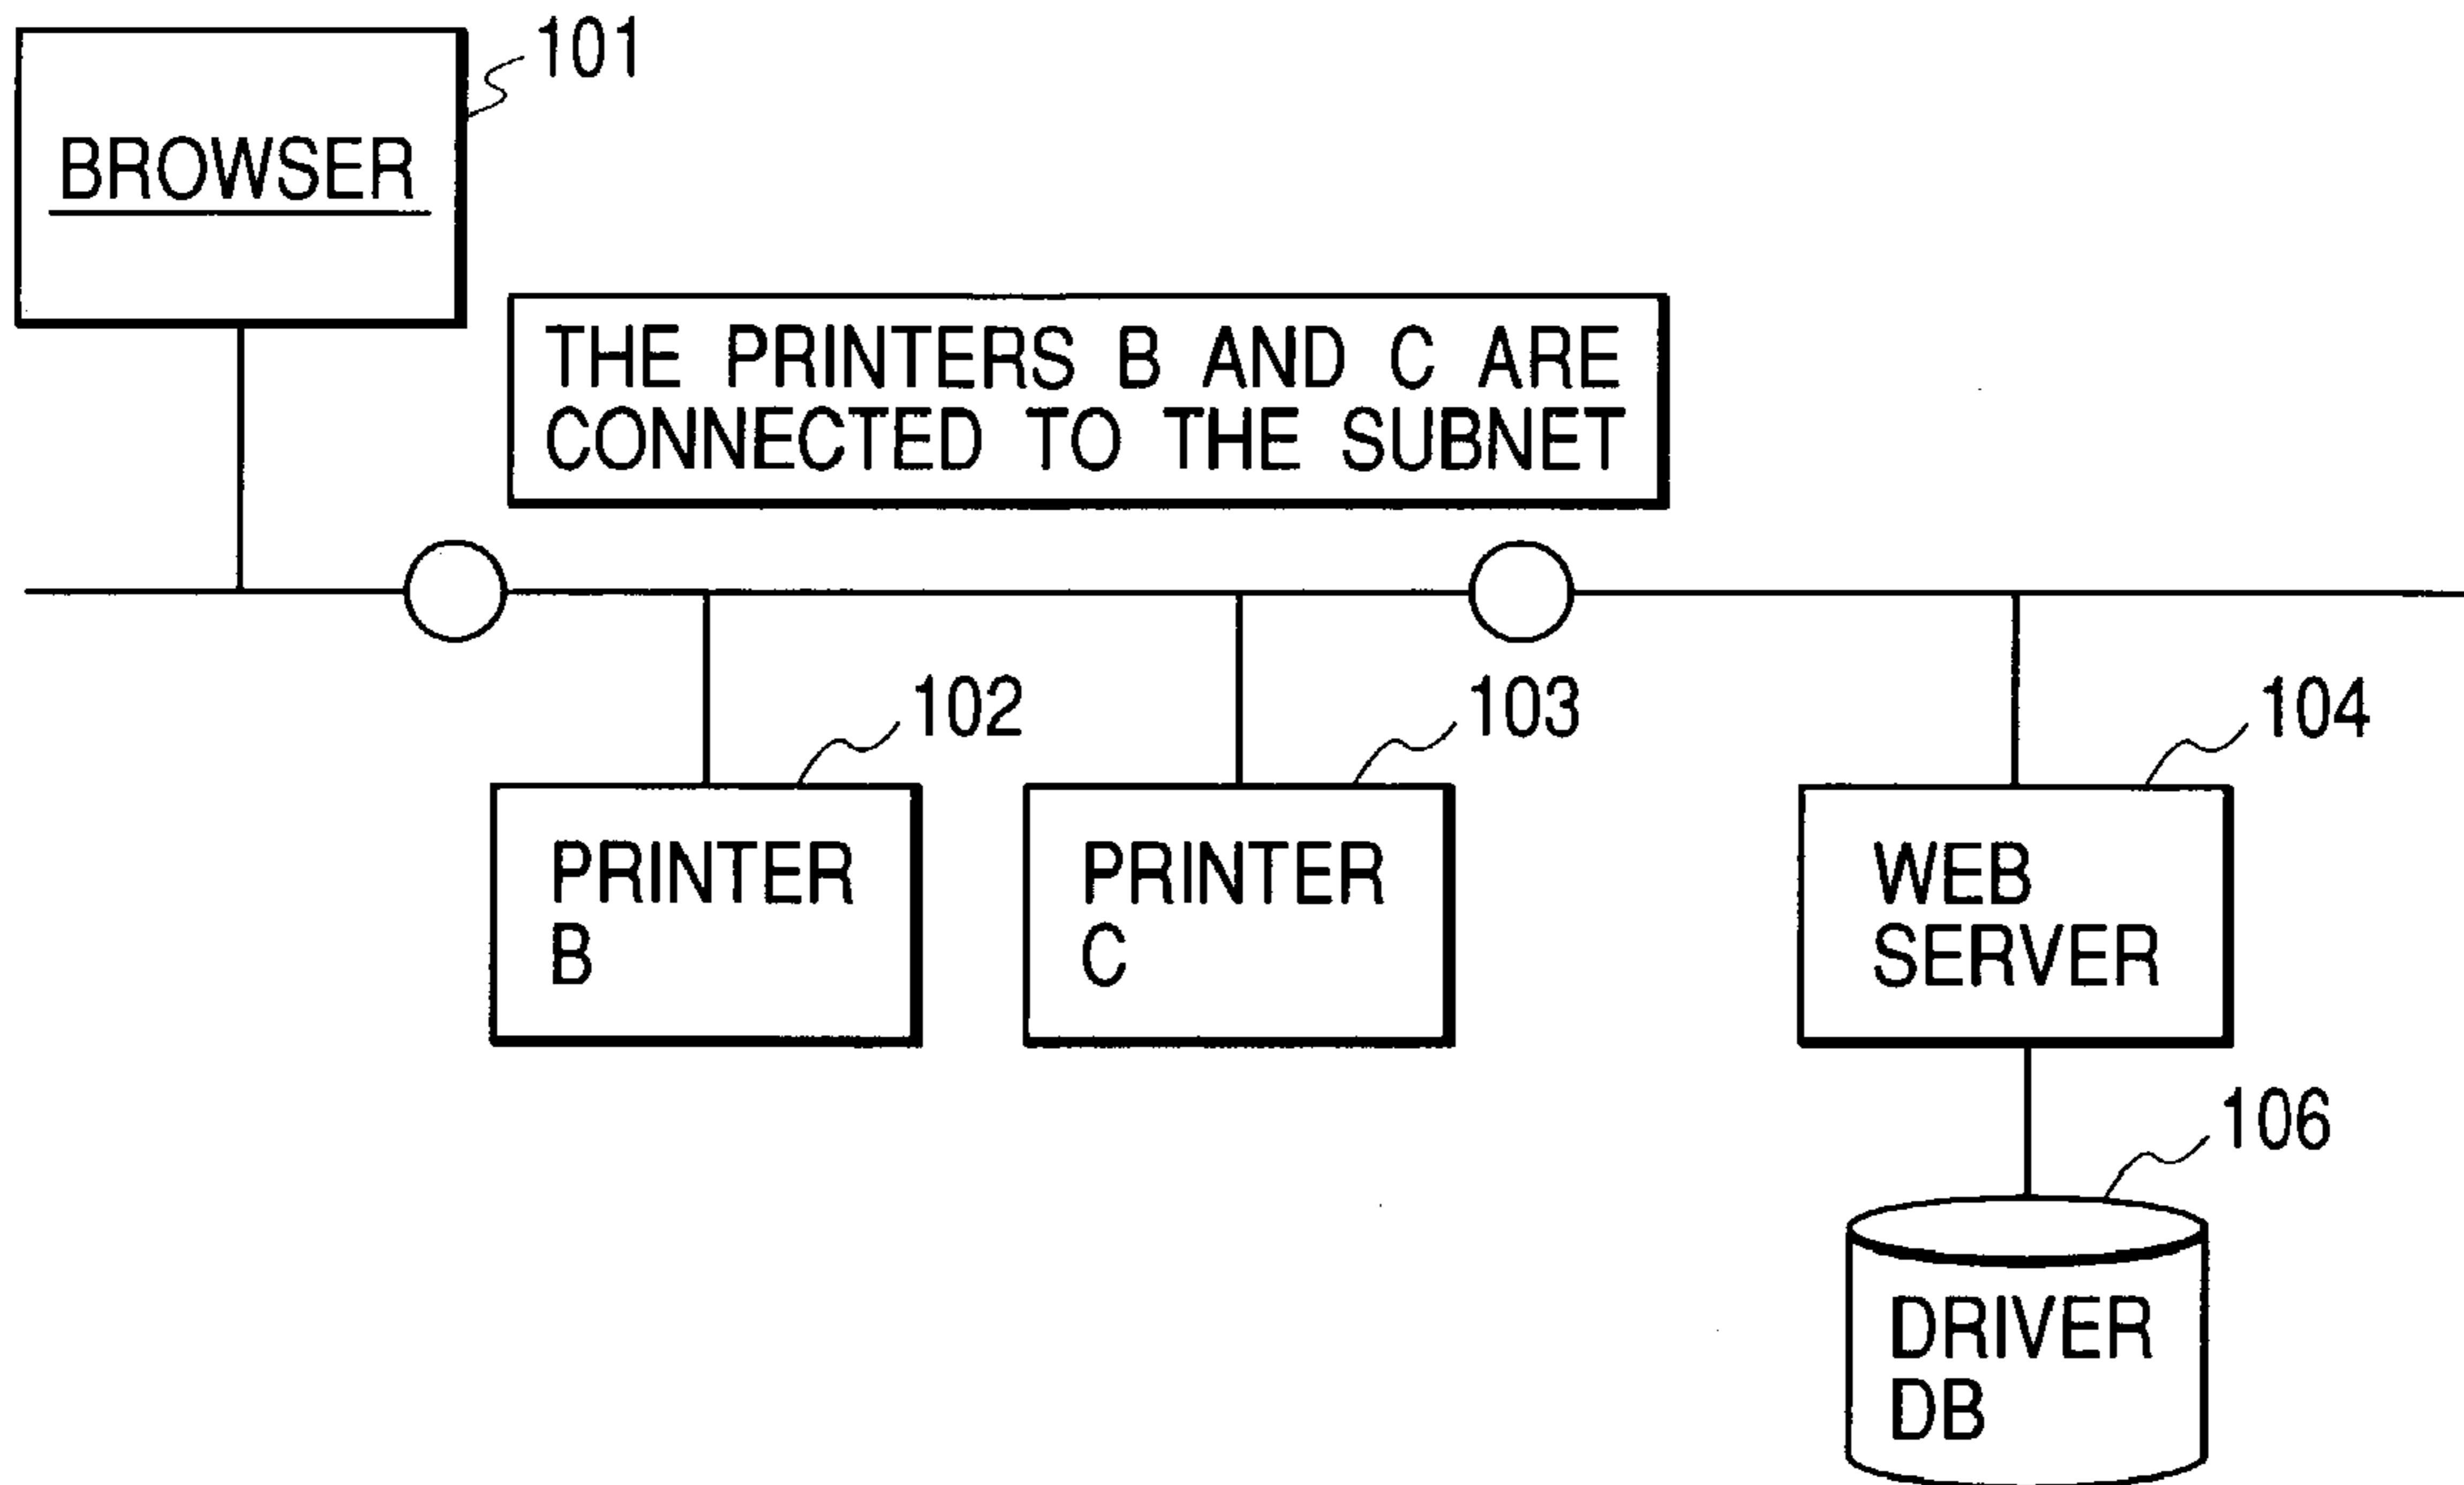 101
BROWSER
THE PRINTERS B AND C ARE
CONNECTED TO THE SUBNET
102
103
104
PRINTER
B
PRINTER
C
WEB
SERVER
106
DRIVER
DB